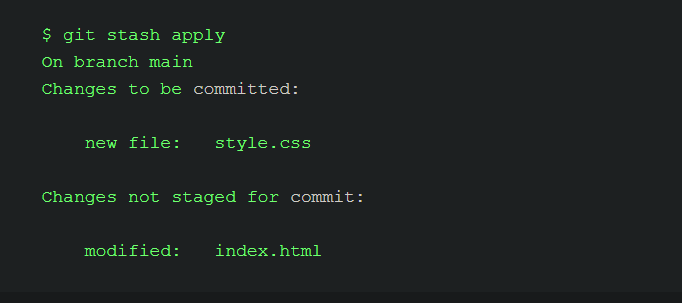 $ git stash apply
On branch main
Changes to be committed:
new file:   style.css
Changes not staged for commit:
modified:   index.html